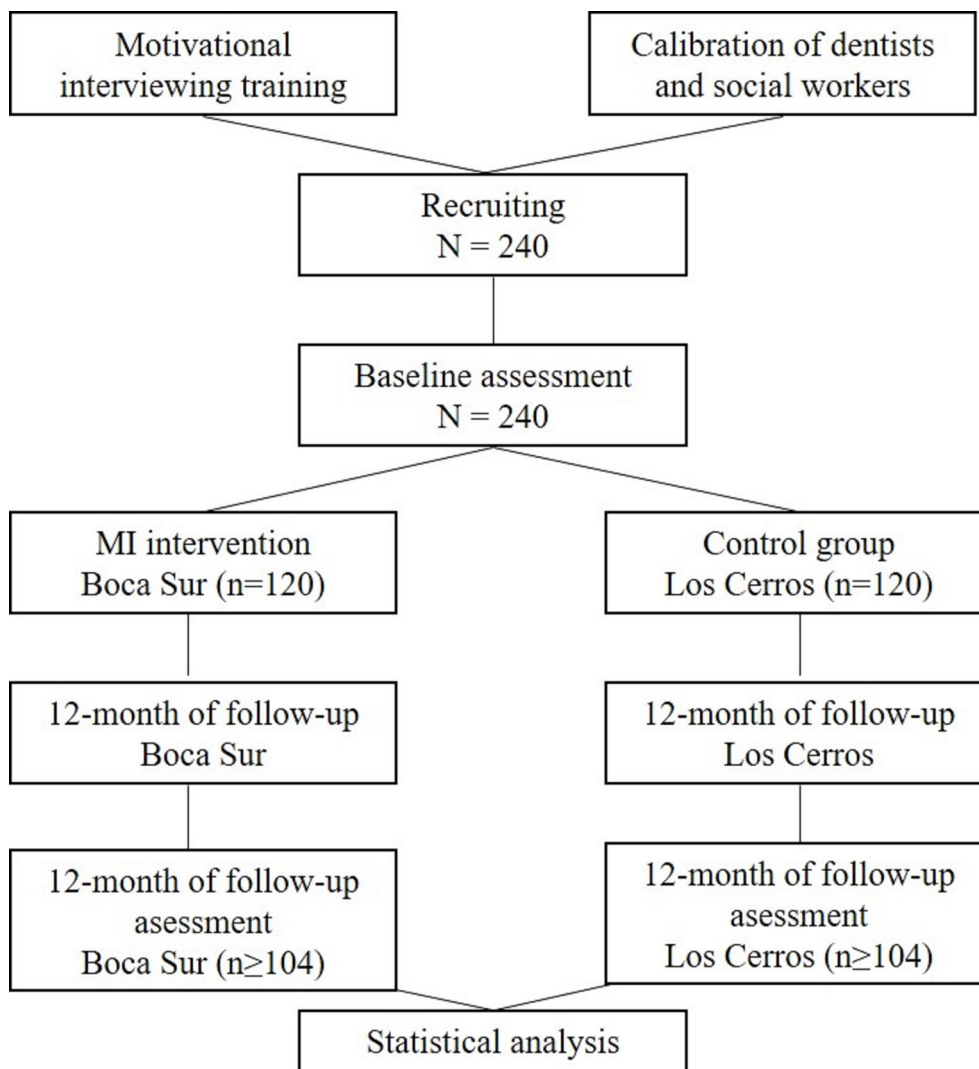 Motivational
interviewing training
Calibration of dentists
and social workers
Recruiting
N = 240
Baseline assessment
N = 240
MI intervention
Boca Sur (n=120)
Control group
Los Cerros (n=120)
12-month of follow-up
Boca Sur
12-month of follow-up
Los Cerros
12-month of follow-up
asessment
Boca Sur (n≥104)
12-month of follow-up
asessment
Los Cerros (n≥104)
Statistical analysis